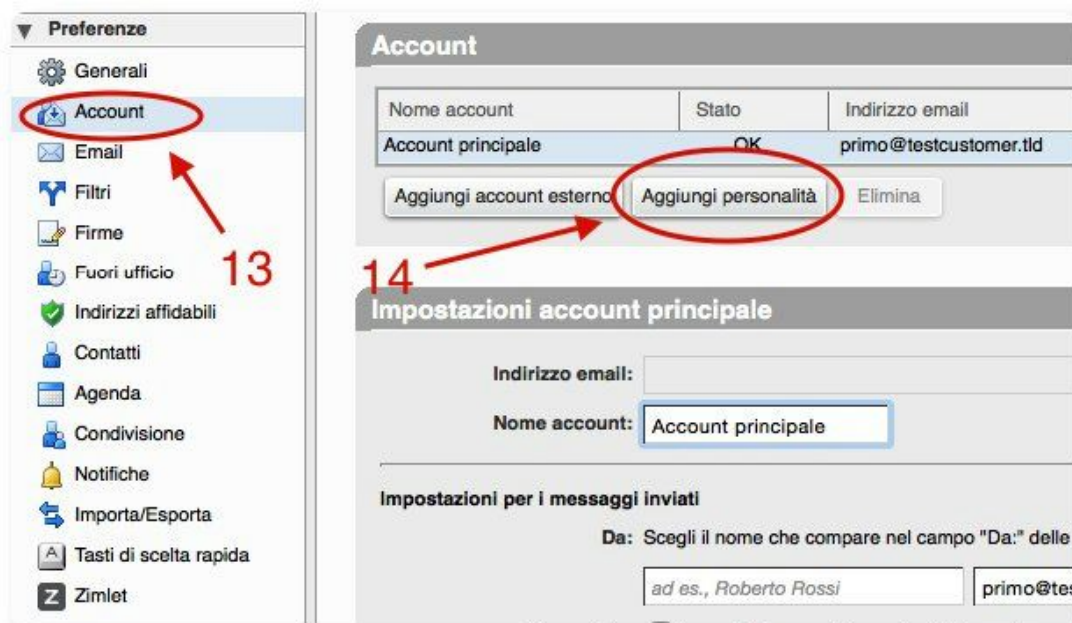 Preferenze
Generali
Account
Email
Filtri
Firme
Fuori ufficio
Indirizzi affidabili
Contatti
Agenda
Condivisione
Notifiche
Importa/Esporta
Tasti di scelta rapida
Zimlet
13
Account
Nome account Stato Indirizzo email
Account principale OK primo@testcustomer.tld
Aggiungi account esterno Aggiungi personalità Elimina
14
Impostazioni account principale
Indirizzo email:
Nome account: Account principale
Impostazioni per i messaggi inviati
Da: Scegli il nome che compare nel campo "Da:" delle
ad es., Roberto Rossi primo@tes